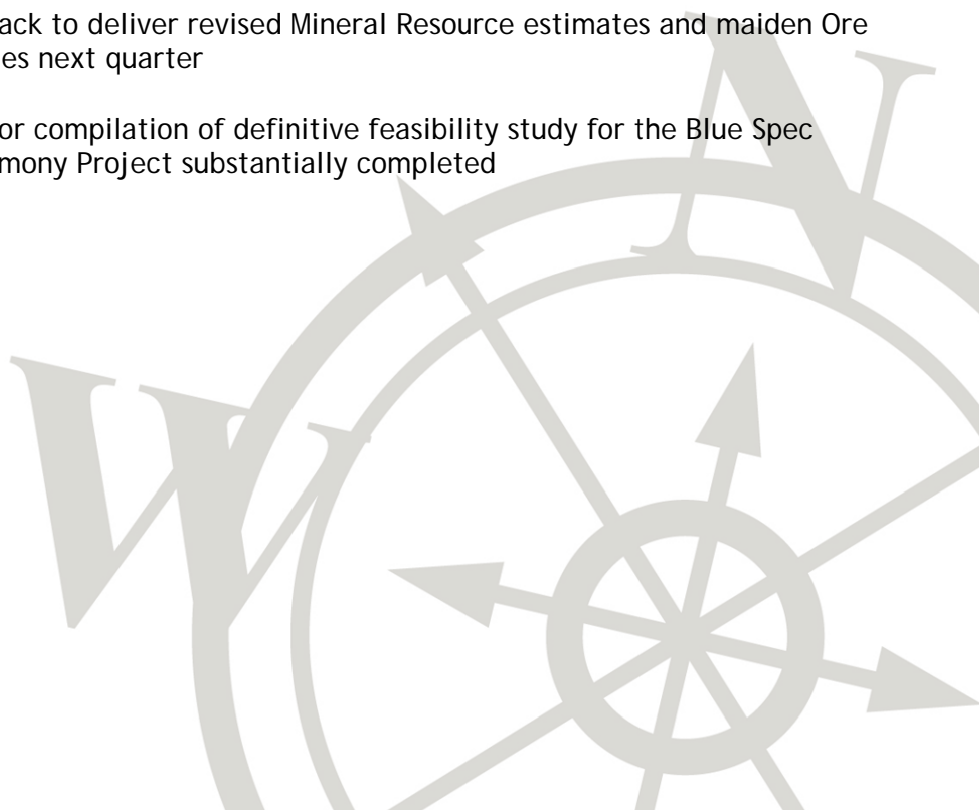 ack to deliver revised Mineral Resource estimates and maiden Ore
es next quarter
or compilation of definitive feasibility study for the Blue Spec
mony Project substantially completed
N
W